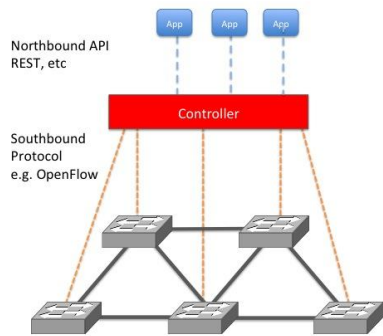 App
App
App
Northbound API
REST, etc
Controller
Southbound
Protocol
e.g. OpenFlow